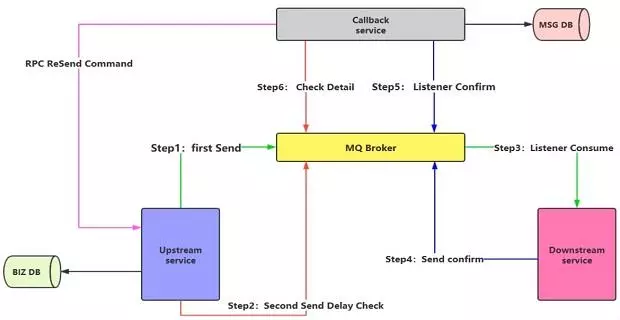 Callback
service
MSG DB
RPC ReSend Command
Step6： Check Detail
Step5： Listener Confirm
Step1：first Send
MQ Broker
Step3：Listener Consume
Upstream
service
Downstream
service
Step4：Send confirm
BIZ DB
Step2：Second Send Delay Check